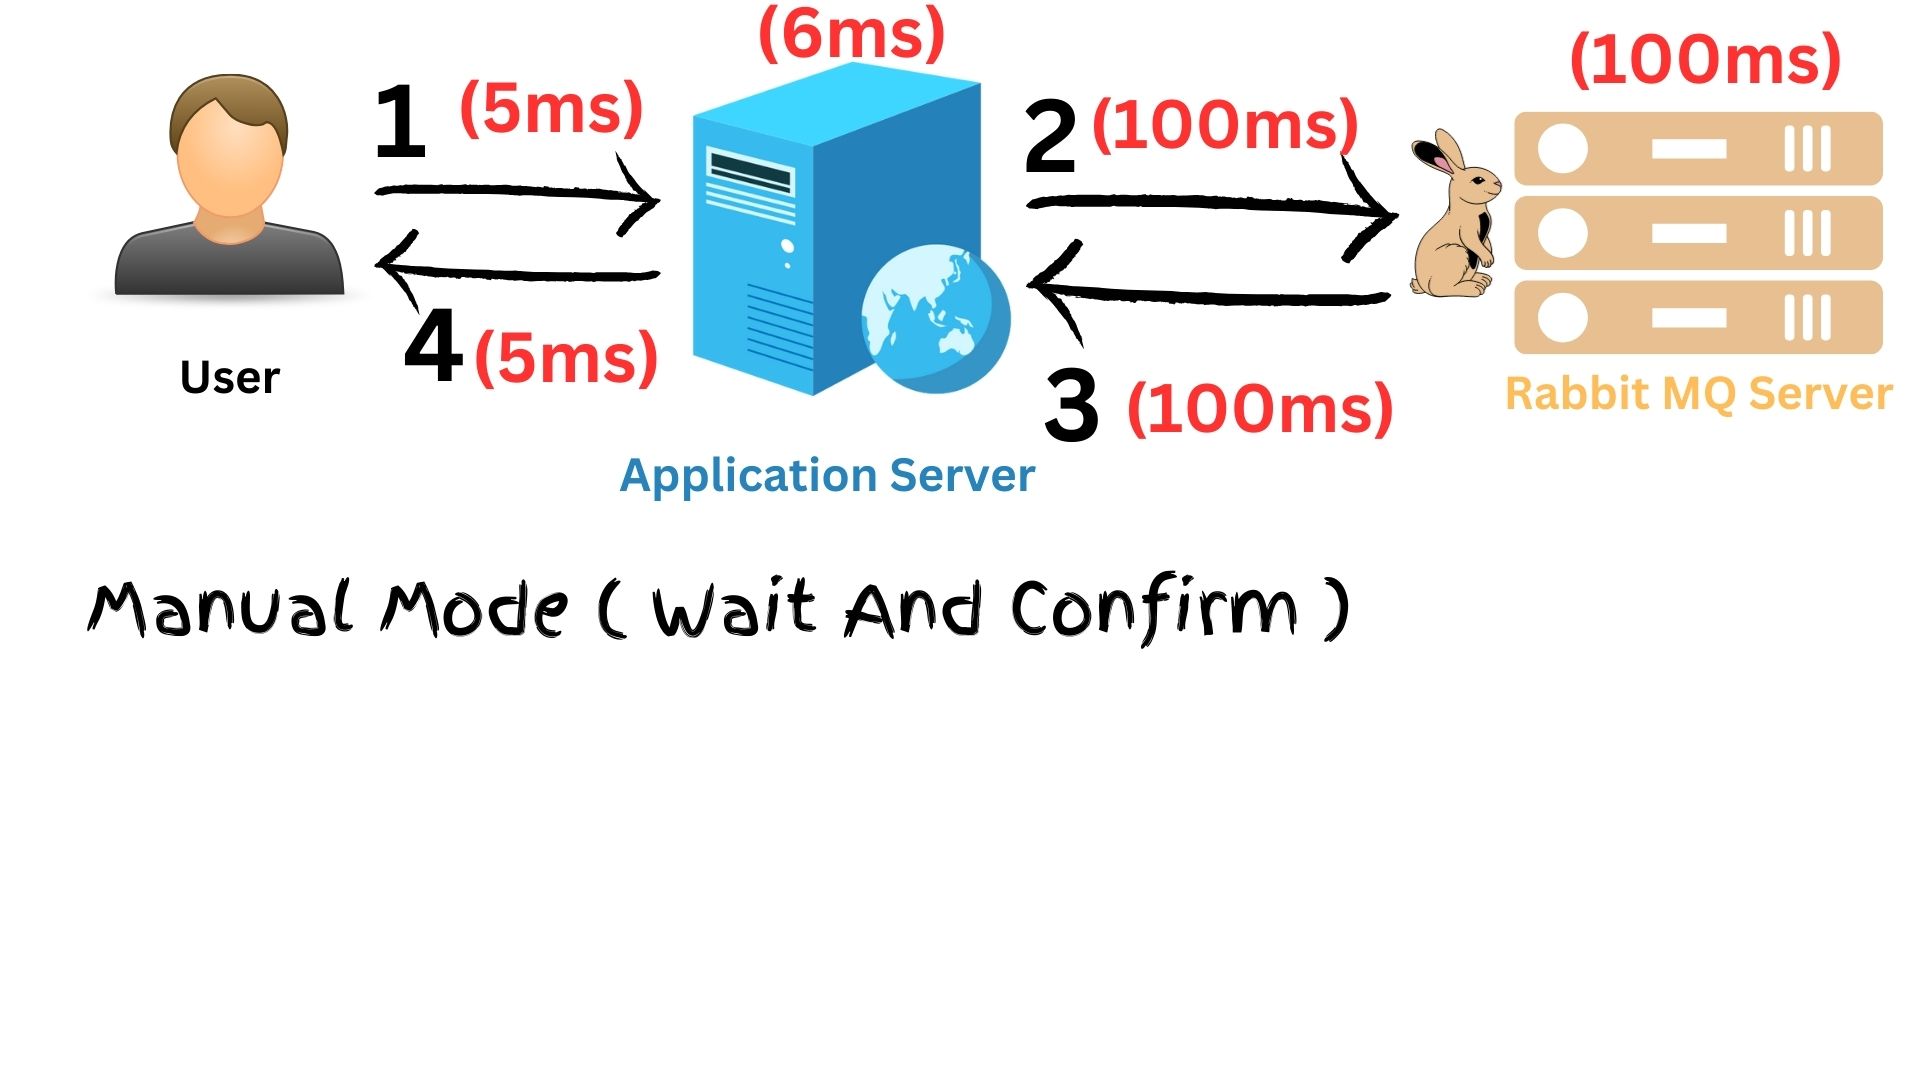 (6ms)
(100ms)
1 (5ms)
2 (100ms)
4 (5ms)
3 (100ms)
User
Rabbit MQ Server
Application Server
Manual Mode ( Wait And Confirm )